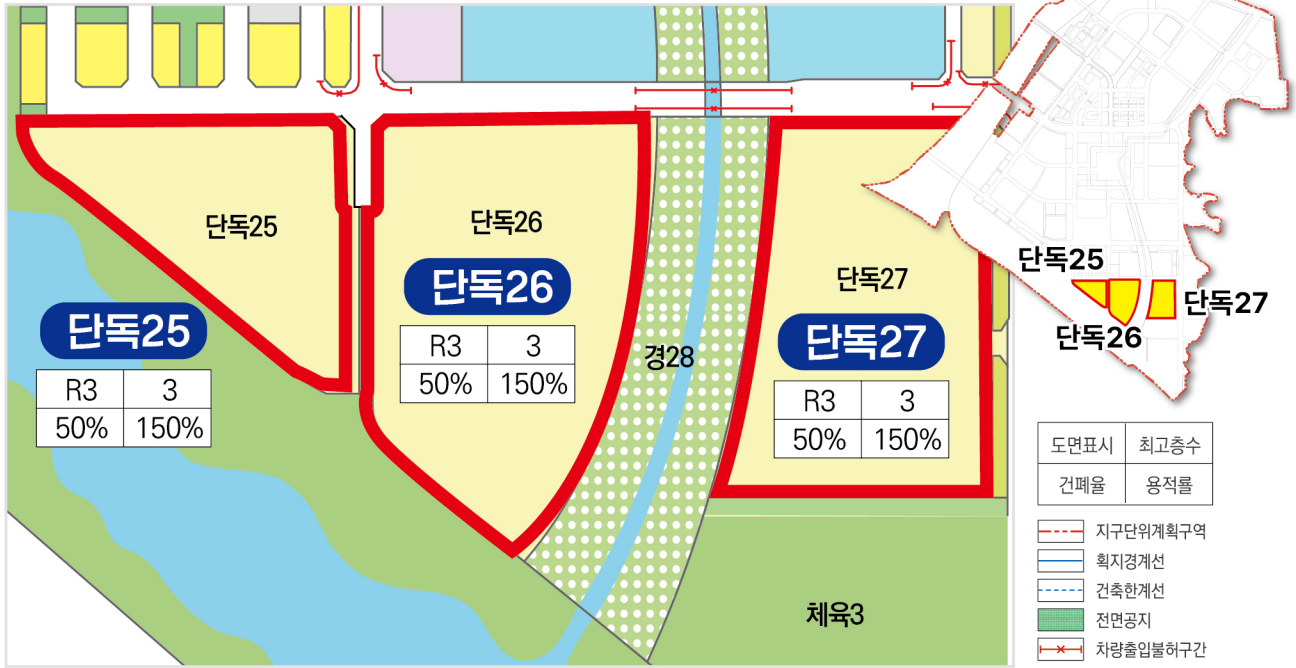 단독25
단독26
단독27
단독25
R3 3
50% 150%
단독26
R3 3
50% 150%
단독27
R3 3
50% 150%
경28
체육3
단독25
단독26
단독27
도면표시 최고층수
건폐율 용적률
지구단위계획구역
획지경계선
건축한계선
전면공지
차량출입불허구간